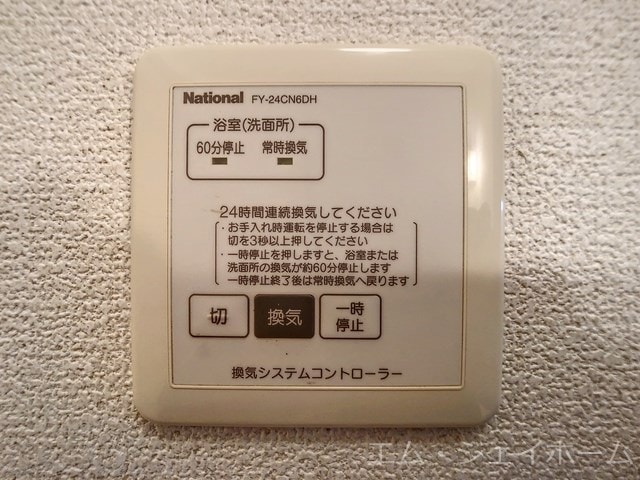 National FY-24CN6DH
浴室(洗面所)
60分停止 常時換気
24時間連続換気してください
・お手入れ時運転を停止する場合は
切を3秒以上押してください
・一時停止を押しますと、浴室または
洗面所の換気が約60分停止します
一時停止終了後は常時換気へ戻ります
切 換気 一時
停止
換気システムコントローラー
エム・ジェイホーム